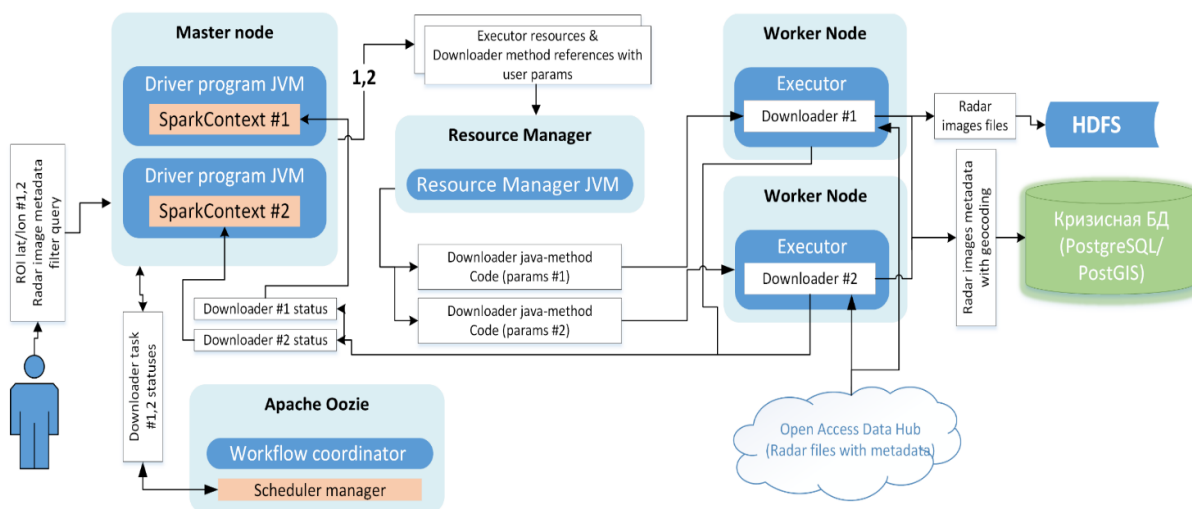 Master node
Driver program JVM
SparkContext #1
Driver program JVM
SparkContext #2
ROI lat/lon #1,2
Radar image metadata
filter query
1,2
Executor resources &
Downloader method references with
user params
Resource Manager
Resource Manager JVM
Downloader java-method
Code (params #1)
Downloader java-method
Code (params #2)
Downloader #1 status
Downloader #2 status
Downloader task
#1,2 statuses
Apache Oozie
Workflow coordinator
Scheduler manager
Worker Node
Executor
Downloader #1
Worker Node
Executor
Downloader #2
Radar
images files
HDFS
Radar images metadata
with geocoding
Кризисная БД
(PostgreSQL/
PostGIS)
Open Access Data Hub
(Radar files with metadata)